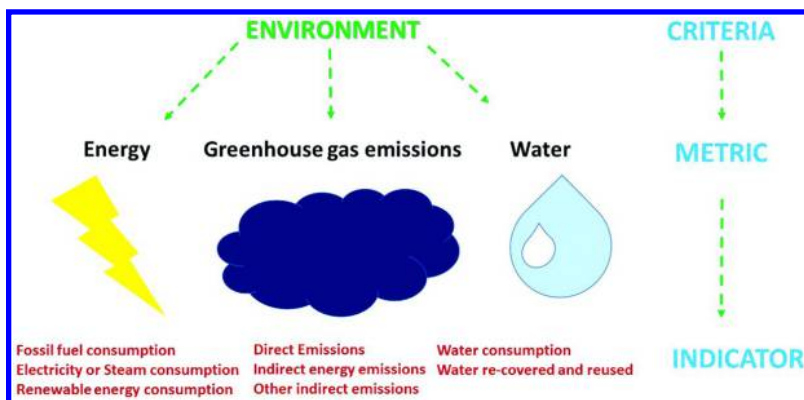 ENVIRONMENT
CRITERIA
Energy
Greenhouse gas emissions
Water
METRIC
Fossil fuel consumption
Electricity or Steam consumption
Renewable energy consumption
Direct Emissions
Indirect energy emissions
Other indirect emissions
Water consumption
Water re-covered and reused
INDICATOR